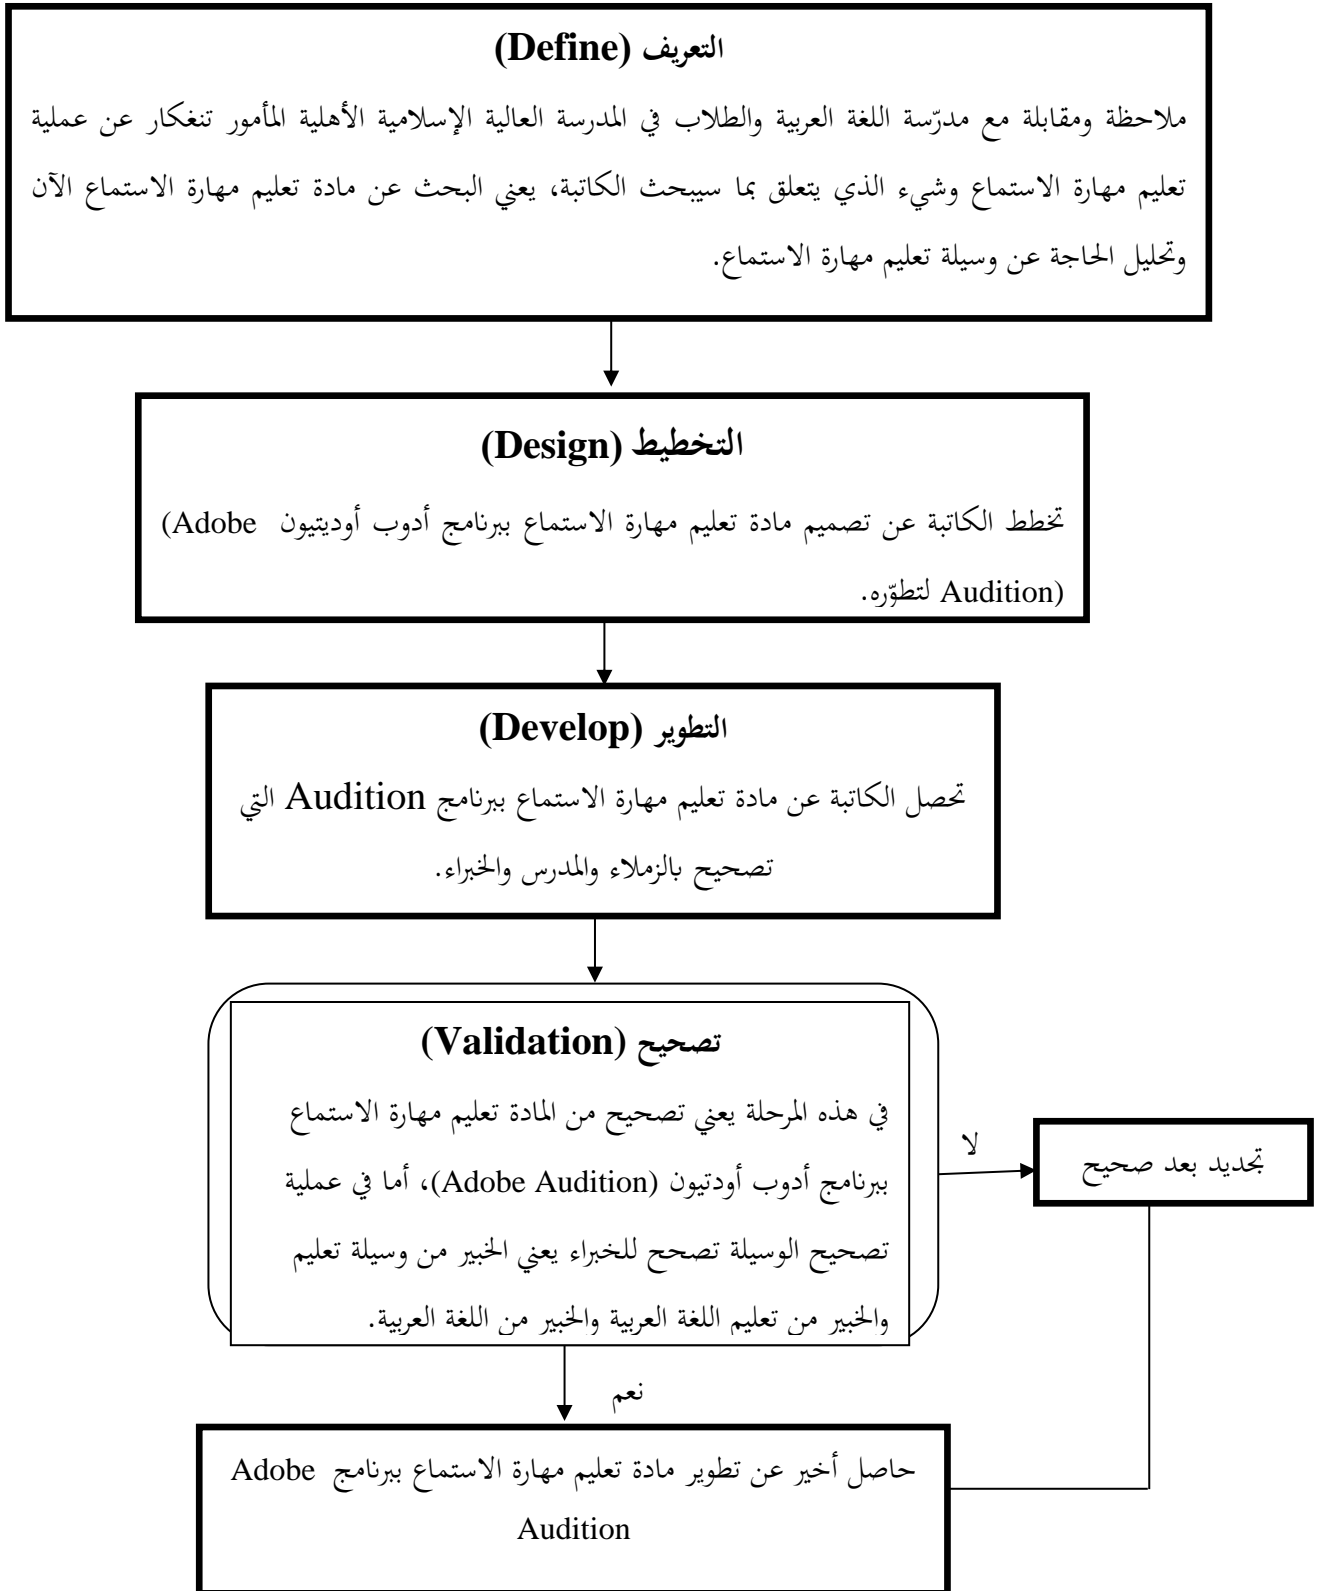 التعريف (Define)
ملاحظة ومقابلة مع مدرّسة اللغة العربية والطلاب في المدرسة العالية الإسلامية الأهلية المأمور تنغكار عن عملية
تعليم مهارة الاستماع وشيء الذي يتعلق بما سيبحث الكاتبة، يعني البحث عن مادة تعليم مهارة الاستماع الآن
وتحليل الحاجة عن وسيلة تعليم مهارة الاستماع.
التخطيط (Design)
تخطط الكاتبة عن تصميم مادة تعليم مهارة الاستماع ببرنامج أدوب أوديتيون (Adobe
Audition) لتطوّره.
التطوير (Develop)
تحصل الكاتبة عن مادة تعليم مهارة الاستماع ببرنامج Audition التي
تصحيح بالزملاء والمدرس والخبراء.
تصحيح (Validation)
في هذه المرحلة يعني تصحيح من المادة تعليم مهارة الاستماع
ببرنامج أدوب أودتيون (Adobe Audition)، أما في عملية
تصحيح الوسيلة تصحح للخبراء يعني الخبير من وسيلة تعليم
والخبير من تعليم اللغة العربية والخبير من اللغة العربية.
لا
تجديد بعد صحيح
نعم
حاصل أخير عن تطوير مادة تعليم مهارة الاستماع ببرنامج Adobe
Audition